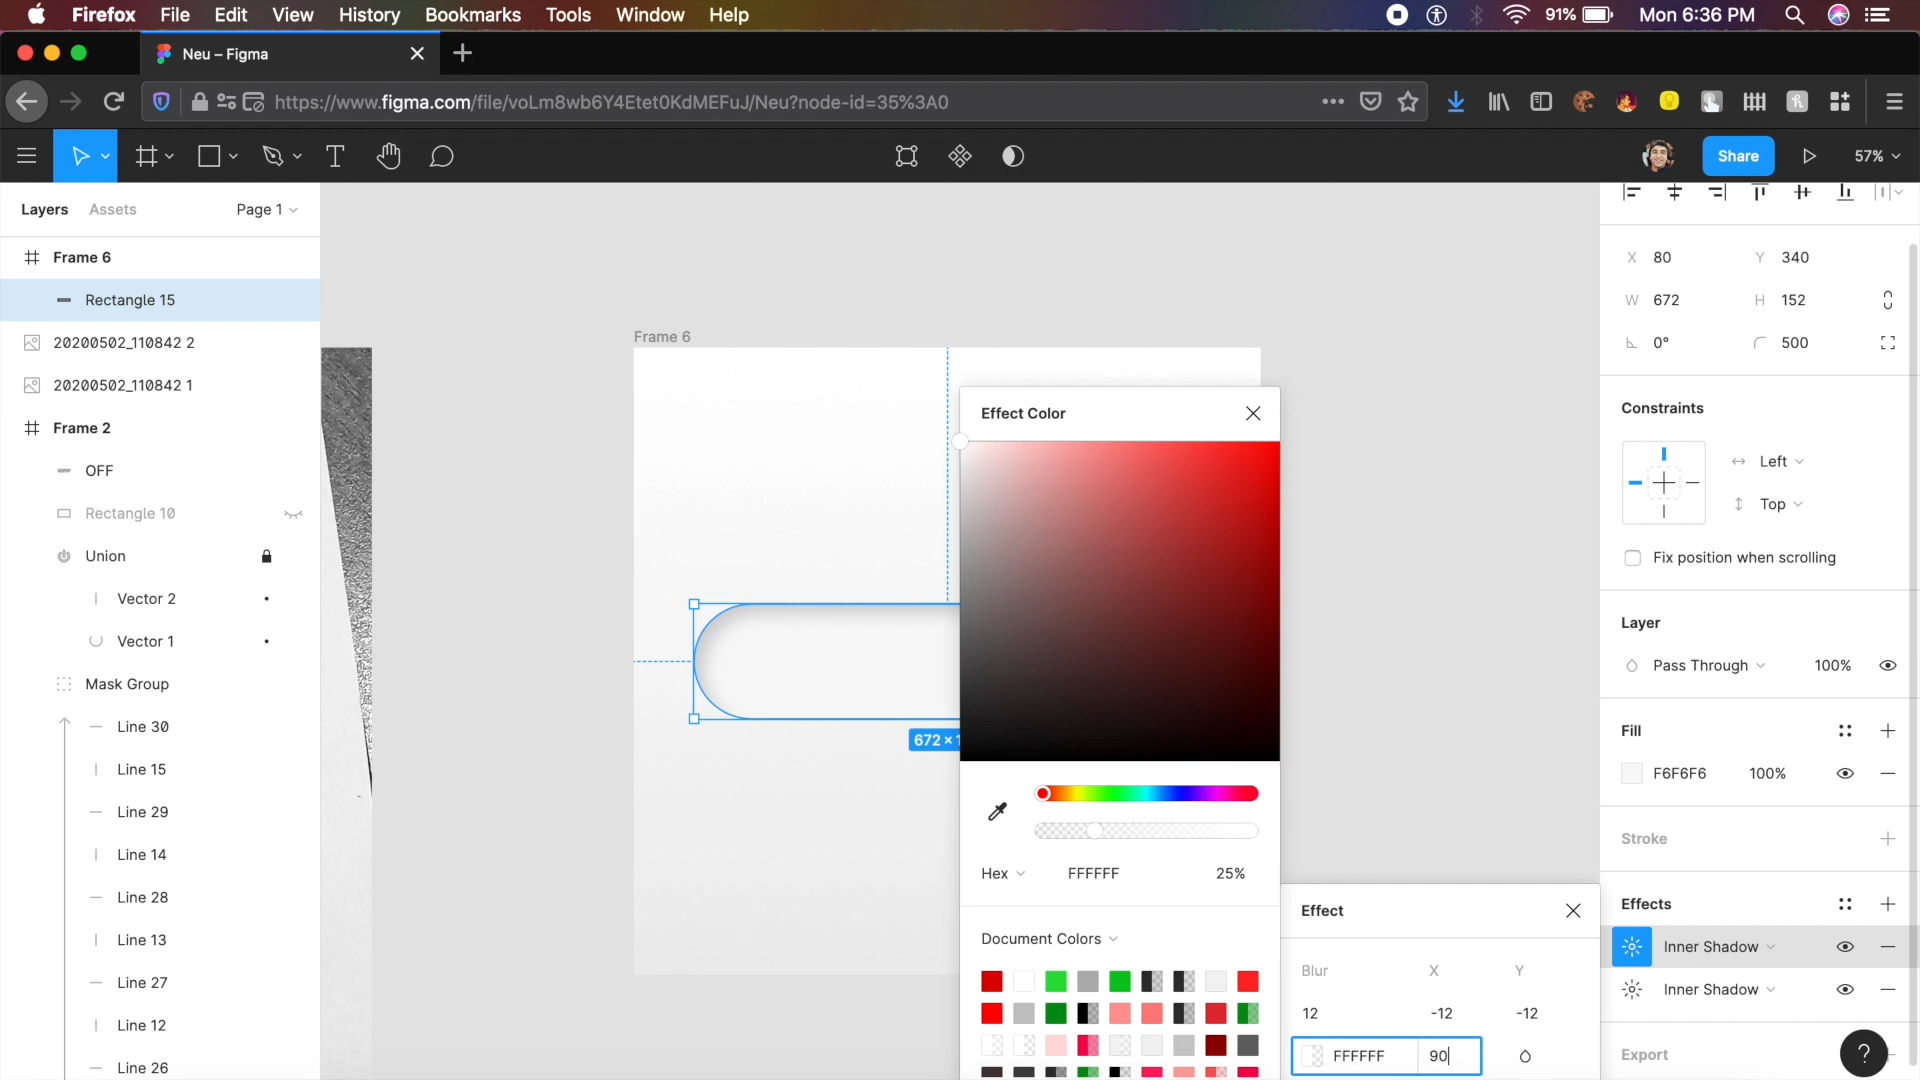 Firefox File Edit View History Bookmarks Tools Window Help 91% Mon 6:36 PM
Neu – Figma
https://www.figma.com/file/voLm8wb6Y4Etet0KdMEFuJ/Neu?node-id=35%3A0
Share 57%
Layers Assets Page 1
Frame 6
Rectangle 15
20200502_110842 2
20200502_110842 1
Frame 2
OFF
Rectangle 10
Union
Vector 2
Vector 1
Mask Group
Line 30
Line 15
Line 29
Line 14
Line 28
Line 13
Line 27
Line 12
Line 26
Frame 6
672 × 1
Effect Color
Hex FFFFFF 25%
Document Colors
Effect
Blur X Y
12 -12 -12
FFFFFF 90
X 80 Y 340
W 672 H 152
0° 500
Constraints
Left
Top
Fix position when scrolling
Layer
Pass Through 100%
Fill
F6F6F6 100%
Stroke
Effects
Inner Shadow
Inner Shadow
Export
?